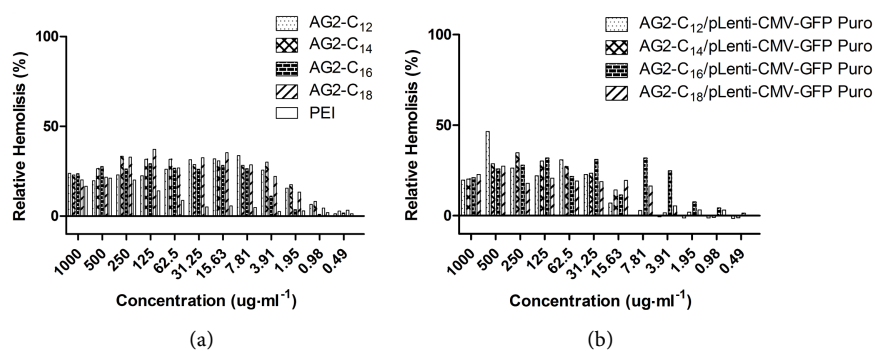 AG2-C12
AG2-C14
AG2-C16
AG2-C18
PEI
Relative Hemolisis (%)
100
50
0
1000 500 250 125 62.5 31.25 15.63 7.81 3.91 1.95 0.98 0.49
Concentration (ug·ml-1)
(a)
AG2-C12/pLenti-CMV-GFP Puro
AG2-C14/pLenti-CMV-GFP Puro
AG2-C16/pLenti-CMV-GFP Puro
AG2-C18/pLenti-CMV-GFP Puro
Relative Hemolisis (%)
100
50
0
1000 500 250 125 62.5 31.25 15.63 7.81 3.91 1.95 0.98 0.49
Concentration (ug·ml-1)
(b)